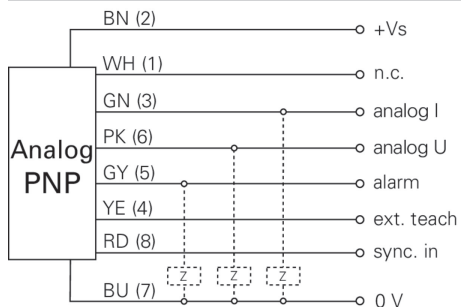 BN (2) +Vs
WH (1) n.c.
GN (3) analog I
PK (6) analog U
Analog
PNP
GY (5) alarm
YE (4) ext. teach
RD (8) sync. in
Z Z Z
BU (7) 0 V